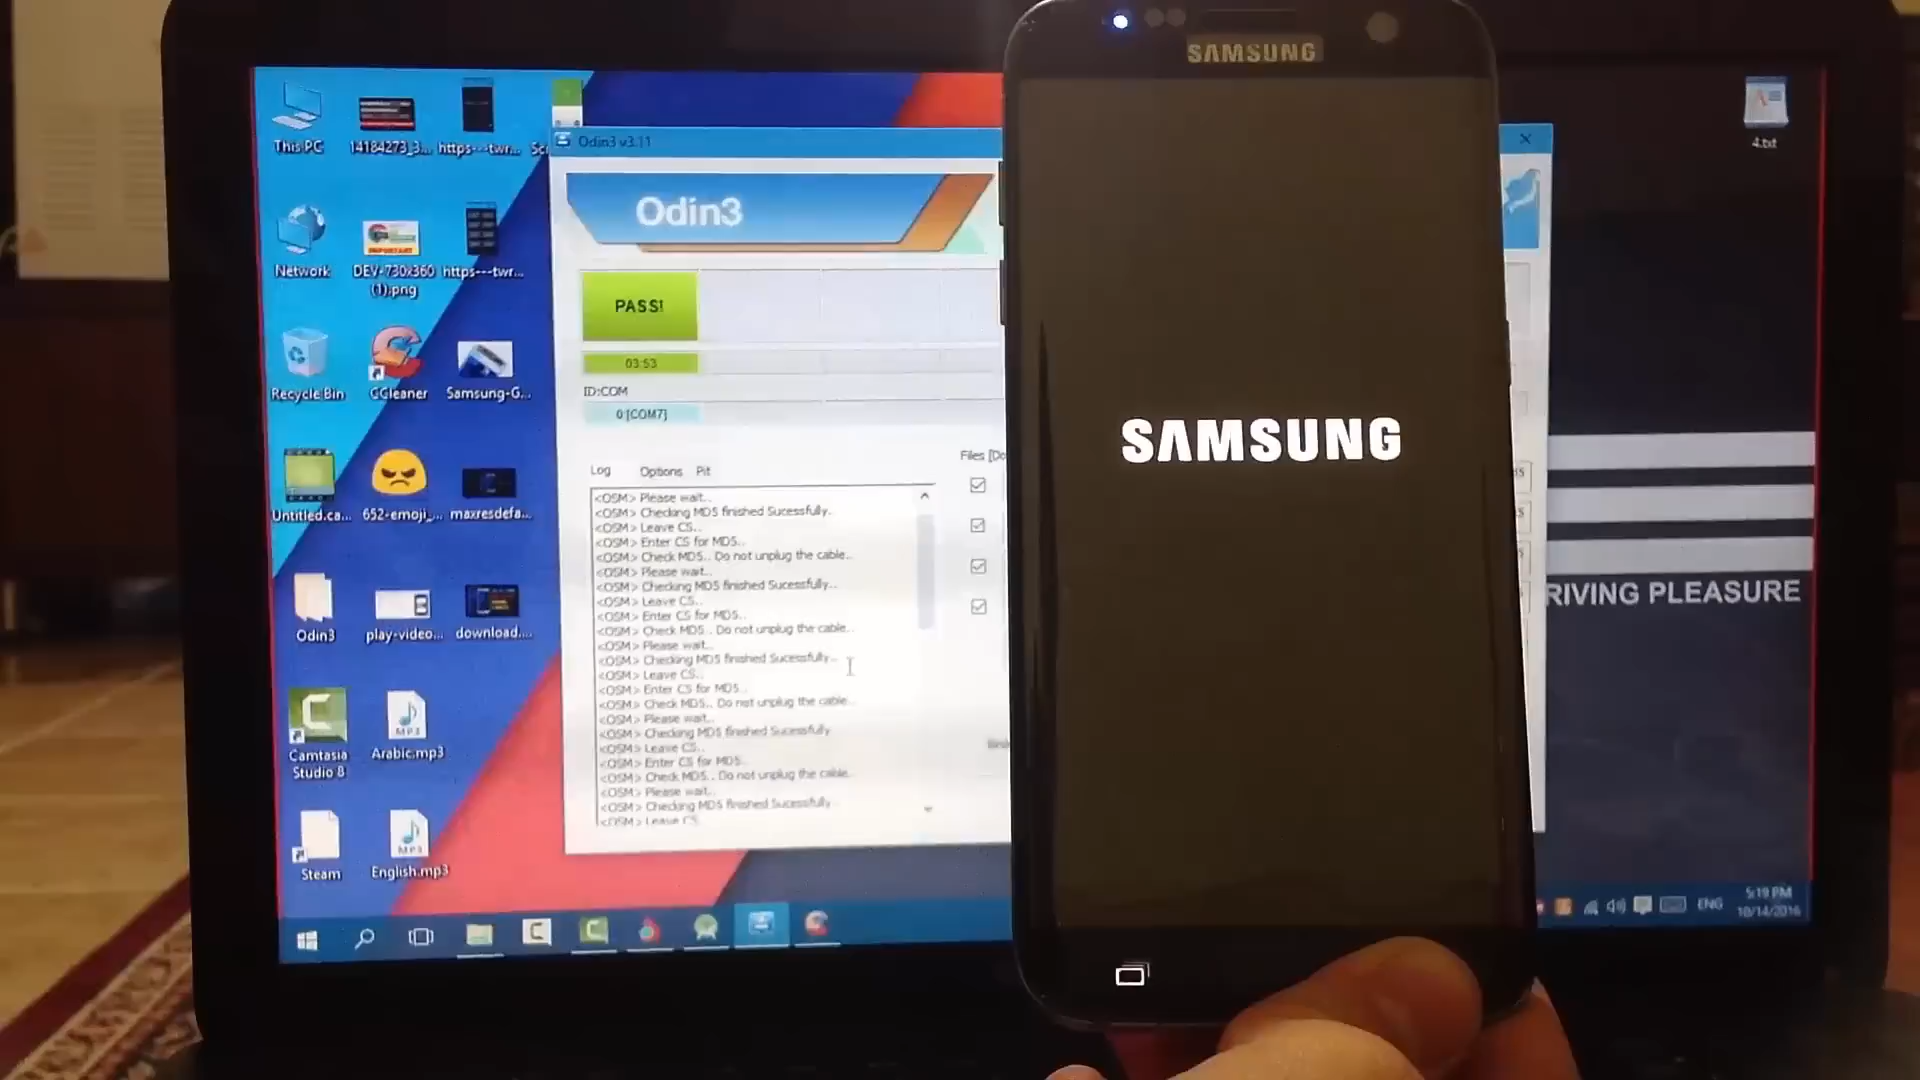 This PC
14184273_3...
https---twr...
Network
DEV-730x360
(1).png
https---twr...
Recycle Bin
CCleaner
Samsung-G...
Untitled.ca...
652-emoji_...
maxresdefa...
Odin3
play-video...
download....
Camtasia
Studio 8
Arabic.mp3
MP3
Steam
English.mp3
MP3
Odin3 v3.11
Odin3
PASS!
03:53
ID:COM
0:[COM7]
Log
Options
Pit
Files [Do
<OSM> Please wait..
<OSM> Checking MD5 finished Sucessfully..
<OSM> Leave CS..
<OSM> Enter CS for MD5..
<OSM> Check MD5.. Do not unplug the cable..
<OSM> Please wait..
<OSM> Checking MD5 finished Sucessfully..
<OSM> Leave CS..
<OSM> Enter CS for MD5..
<OSM> Check MD5.. Do not unplug the cable..
<OSM> Please wait..
<OSM> Checking MD5 finished Sucessfully..
<OSM> Leave CS..
<OSM> Enter CS for MD5..
<OSM> Check MD5.. Do not unplug the cable..
<OSM> Please wait..
<OSM> Checking MD5 finished Sucessfully..
<OSM> Leave CS..
<OSM> Enter CS for MD5..
<OSM> Check MD5.. Do not unplug the cable..
<OSM> Please wait..
<OSM> Checking MD5 finished Sucessfully..
<OSM> Leave CS..
SAMSUNG
SAMSUNG
4.txt
RIVING PLEASURE
ENG
5:19 PM
10/14/2016